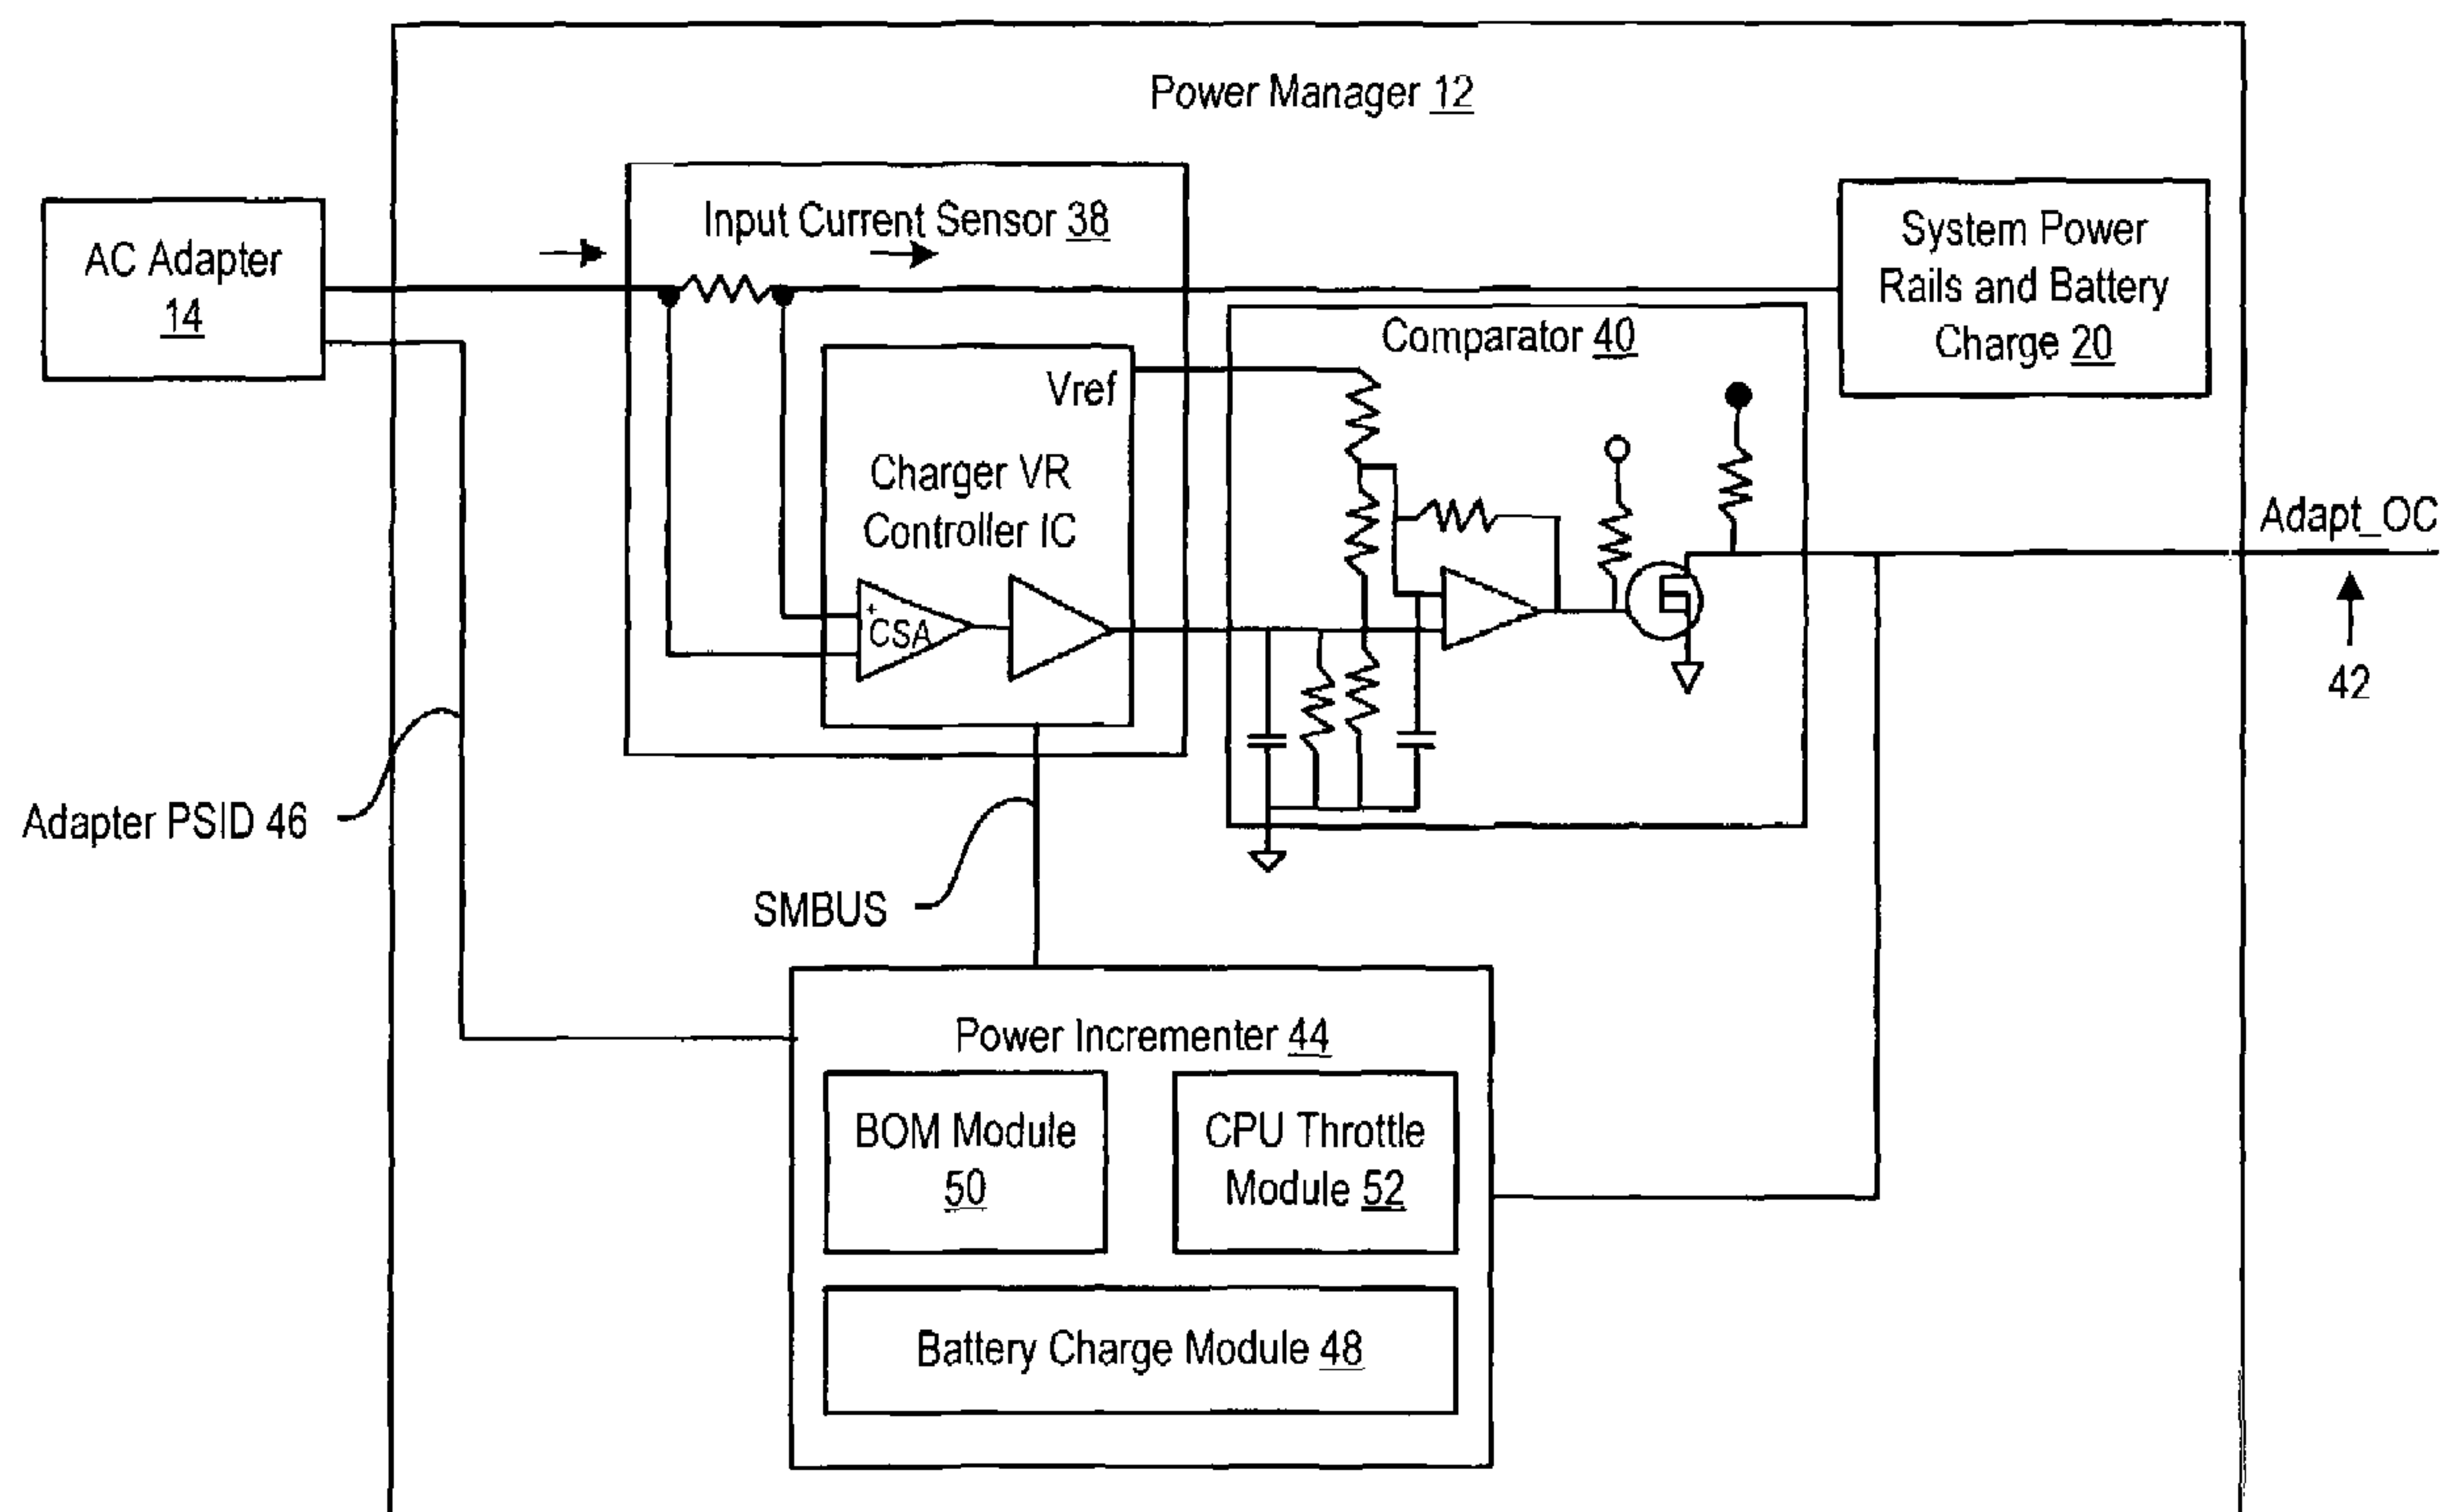 Power Manager 12
AC Adapter
14
Input Current Sensor 38
System Power
Rails and Battery
Charge 20
Comparator 40
Vref
Charger VR
Controller IC
+
CSA
Adapt_OC
42
Adapter PSID 46
SMBUS
Power Incrementer 44
BOM Module
50
CPU Throttle
Module 52
Battery Charge Module 48